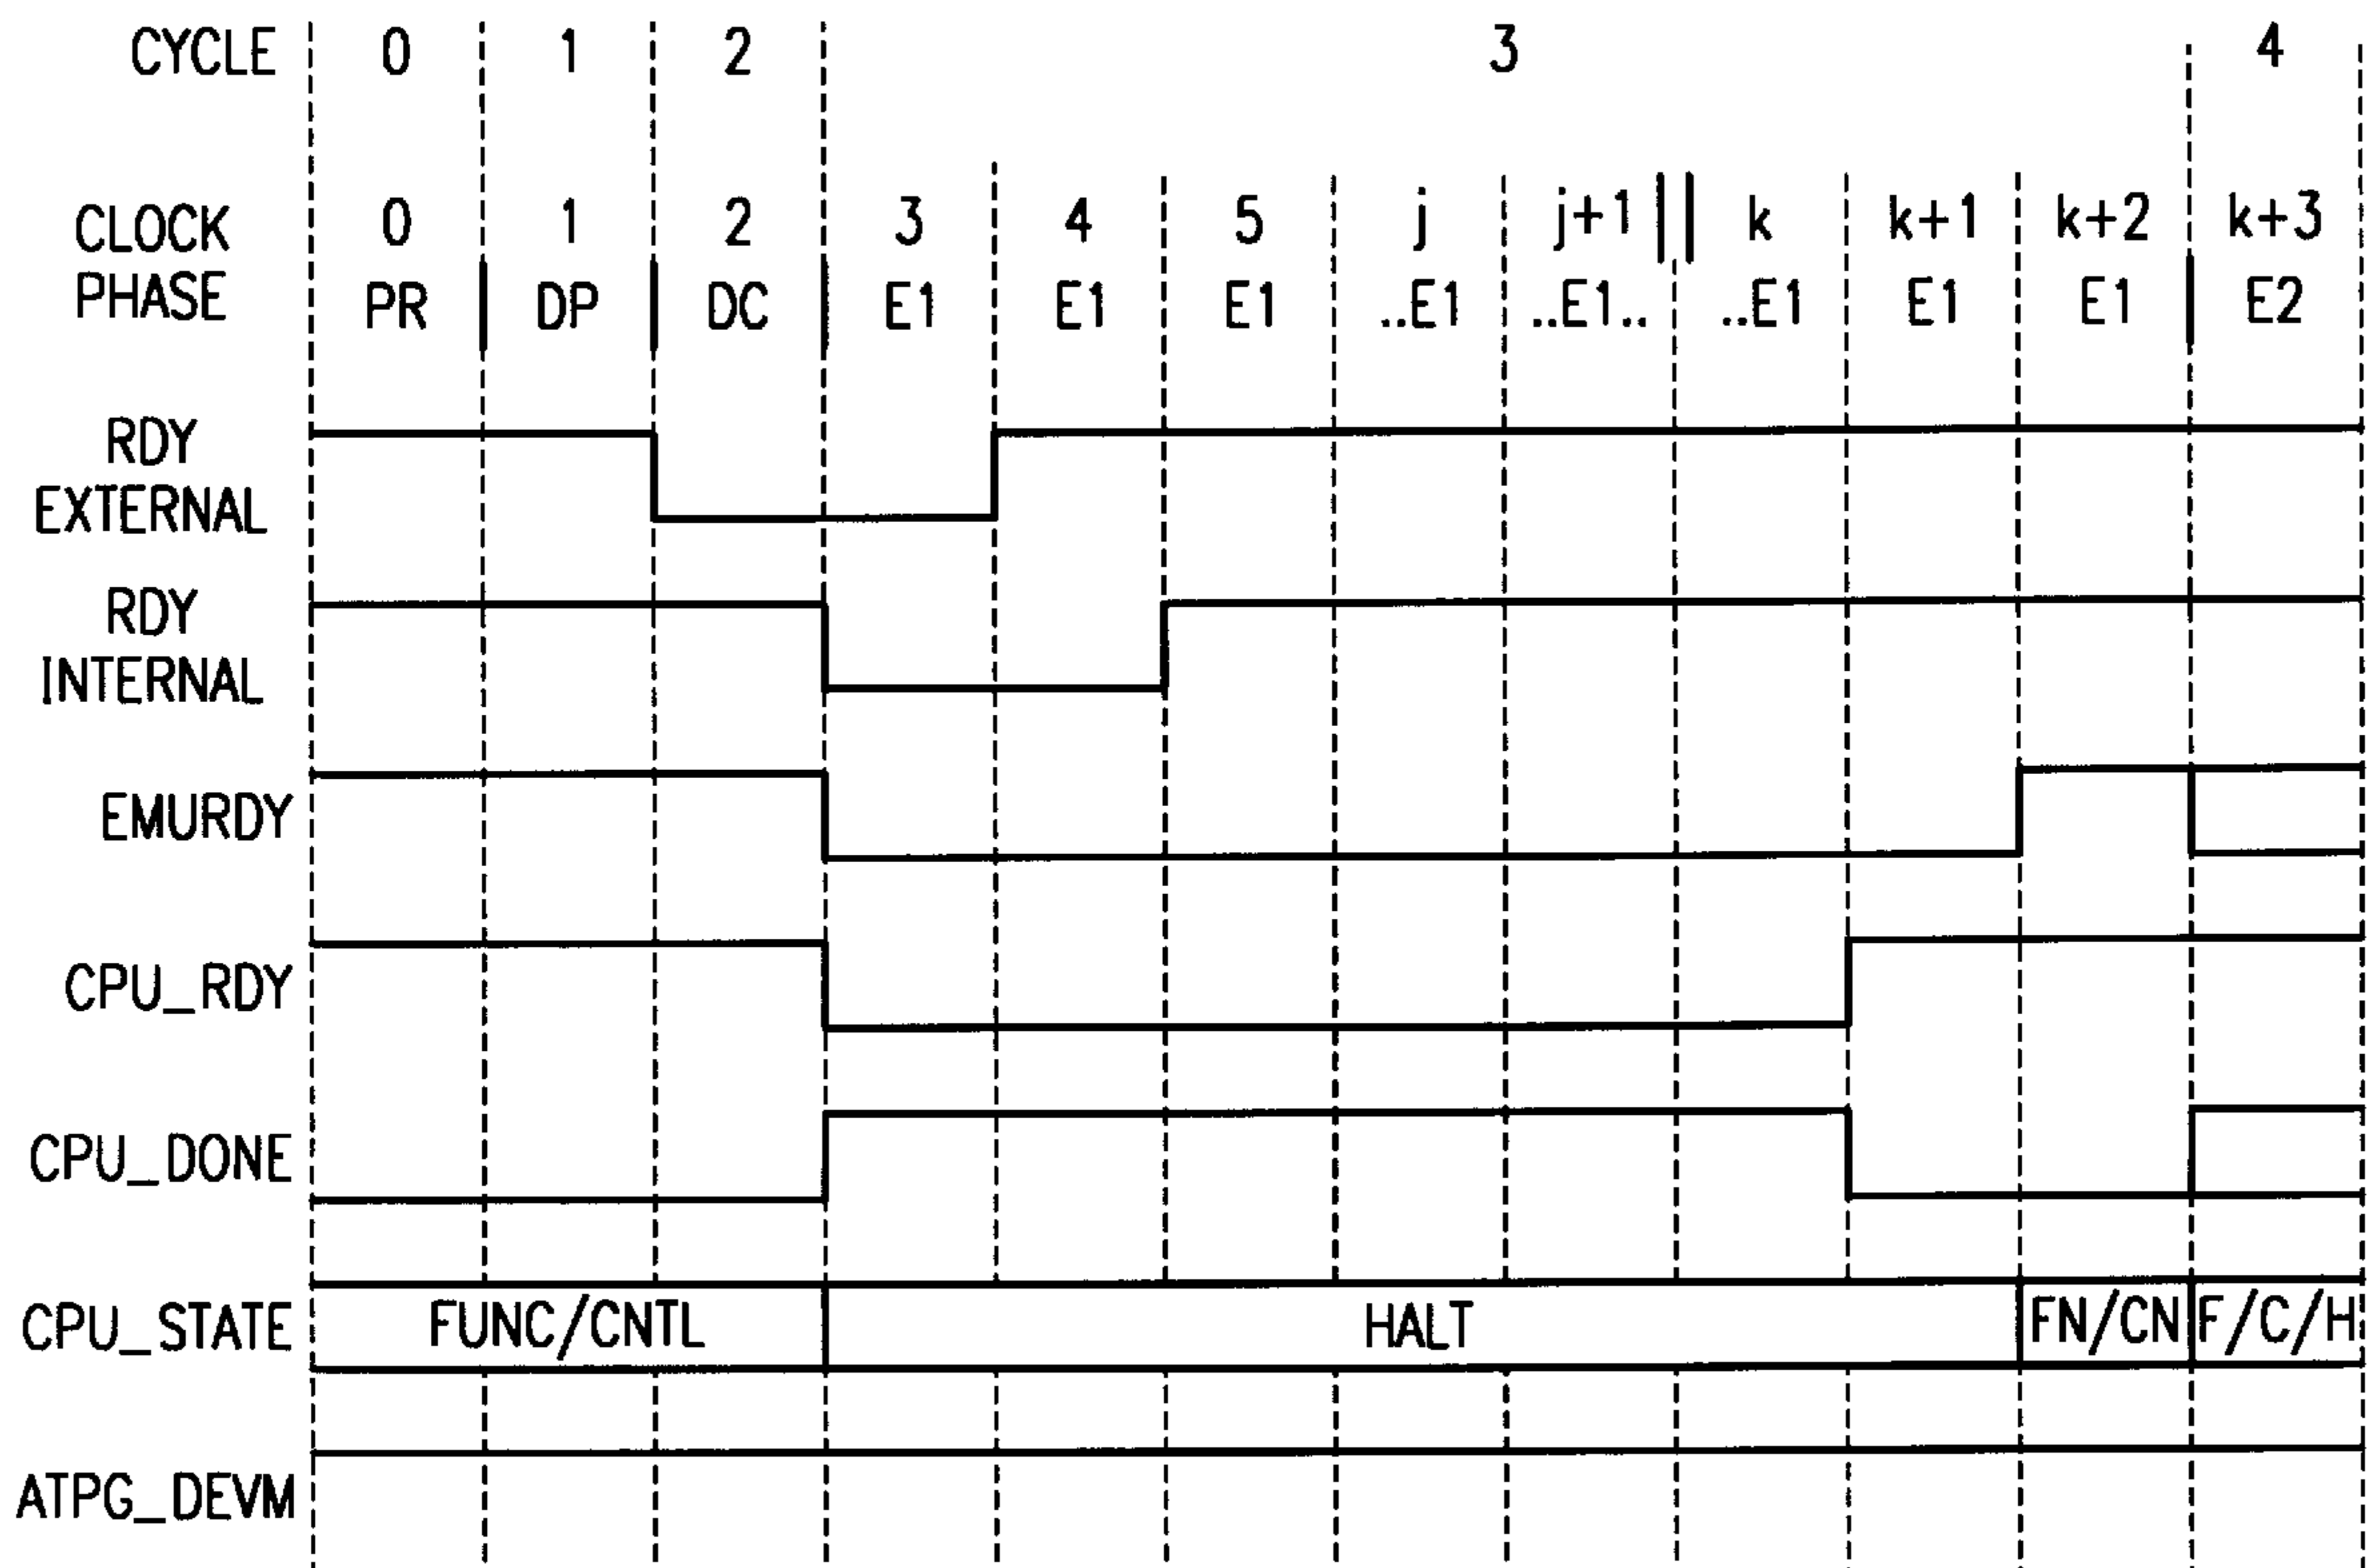 CYCLE 0 1 2 3 4
CLOCK PHASE 0 1 2 3 4 5 j j+1 k k+1 k+2 k+3
PR DP DC E1 E1 E1 ..E1 ..E1.. ..E1 E1 E1 E2
RDY
EXTERNAL
RDY
INTERNAL
EMURDY
CPU_RDY
CPU_DONE
CPU_STATE FUNC/CNTL HALT FN/CN F/C/H
ATPG_DEVM